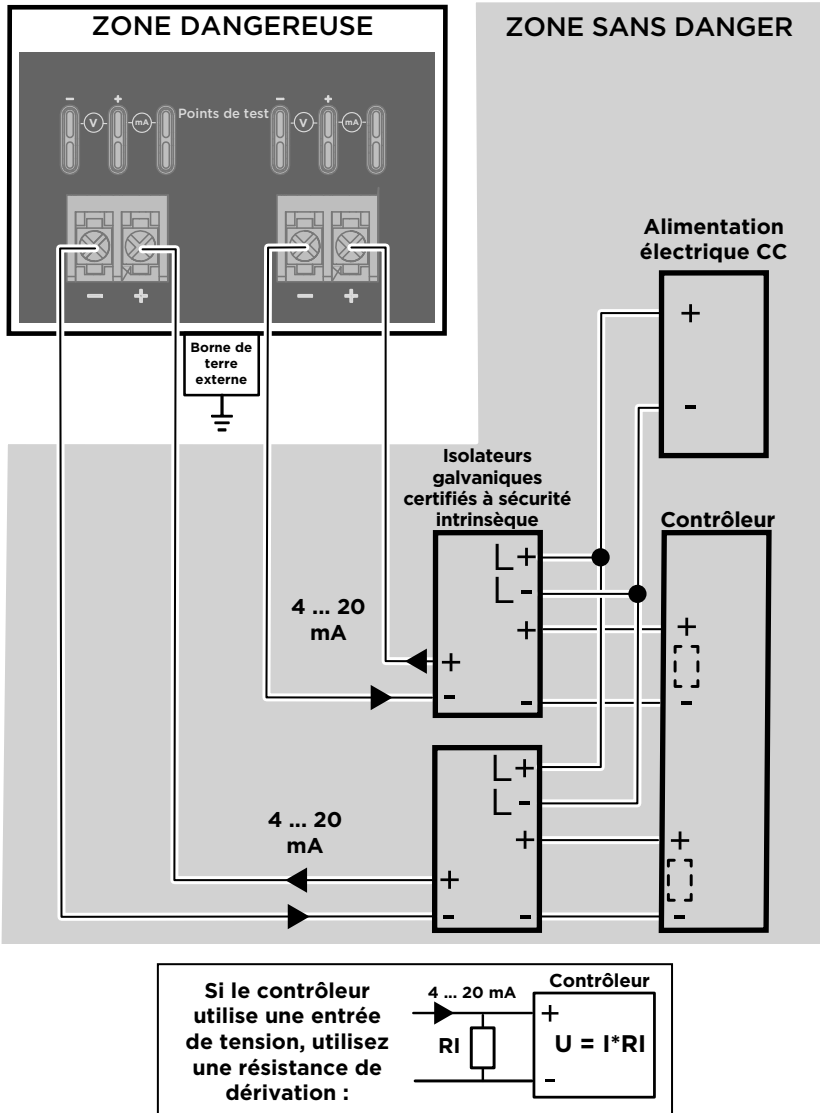 ZONE DANGEREUSE
ZONE SANS DANGER
- +
- +
V mA
Points de test
V mA
- +
- +
Borne de
terre
externe
Alimentation
électrique CC
+
-
Isolateurs
galvaniques
certifiés à sécurité
intrinsèque
Contrôleur
L+
L-
+
+
-
-
+
-
4 ... 20
mA
L+
L-
+
+
-
-
+
-
4 ... 20
mA
Si le contrôleur
utilise une entrée
de tension, utilisez
une résistance de
dérivation :
4 ... 20 mA
RI
Contrôleur
+
U = I*RI
-